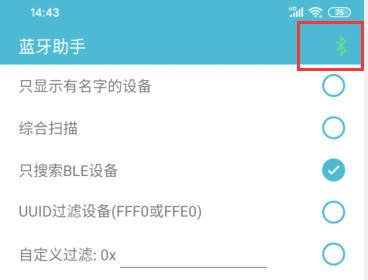 14:43 HD 75
蓝牙助手
只显示有名字的设备
综合扫描
只搜索BLE设备
UUID过滤设备(FFF0或FFE0)
自定义过滤: 0x